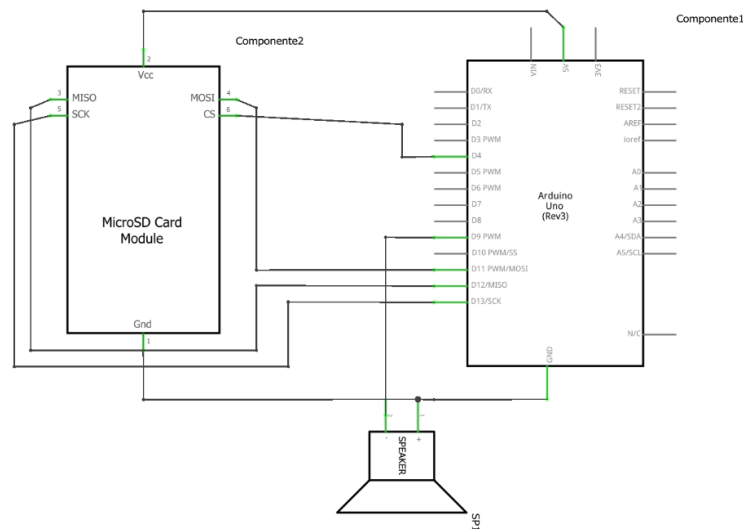 Componente1
Componente2
2
Vcc
3
MISO
5
SCK
4
MOSI
6
CS
MicroSD Card
Module
Gnd
1
VIN
5V
3V3
D0/RX
D1/TX
D2
D3 PWM
D4
D5 PWM
D6 PWM
D7
D8
D9 PWM
D10 PWM/SS
D11 PWM/MOSI
D12/MISO
D13/SCK
RESET
RESET2
AREF
ioref
A0
A1
A2
A3
A4/SDA
A5/SCL
N/C
Arduino
Uno
(Rev3)
GND
2
1
-
+
SPEAKER